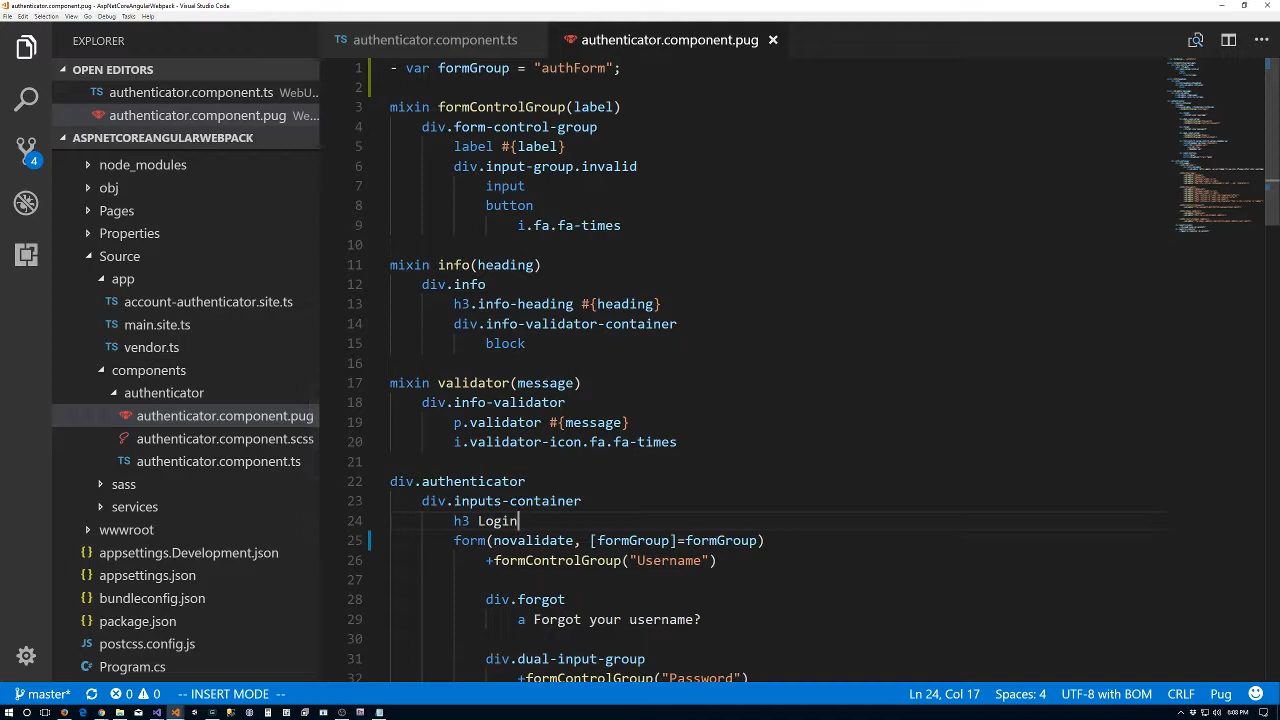 authenticator.component.pug - AspNetCoreAngularWebpack - Visual Studio Code
File Edit Selection View Go Debug Tasks Help
EXPLORER
OPEN EDITORS
authenticator.component.ts WebU...
authenticator.component.pug We...
ASPNETCOREANGULARWEBPACK
node_modules
obj
Pages
Properties
Source
app
account-authenticator.site.ts
main.site.ts
vendor.ts
components
authenticator
authenticator.component.pug
authenticator.component.scss
authenticator.component.ts
sass
services
wwwroot
appsettings.Development.json
appsettings.json
bundleconfig.json
package.json
postcss.config.js
Program.cs
4
authenticator.component.ts
authenticator.component.pug
1 - var formGroup = "authForm";
2
3 mixin formControlGroup(label)
4 div.form-control-group
5 label #{label}
6 div.input-group.invalid
7 input
8 button
9 i.fa.fa-times
10
11 mixin info(heading)
12 div.info
13 h3.info-heading #{heading}
14 div.info-validator-container
15 block
16
17 mixin validator(message)
18 div.info-validator
19 p.validator #{message}
20 i.validator-icon.fa.fa-times
21
22 div.authenticator
23 div.inputs-container
24 h3 Login
25 form(novalidate, [formGroup]=formGroup)
26 +formControlGroup("Username")
27
28 div.forgot
29 a Forgot your username?
30
31 div.dual-input-group
+formControlGroup("Password")
master* 0 0 -- INSERT MODE -- Ln 24, Col 17 Spaces: 4 UTF-8 with BOM CRLF Pug
6:08 PM